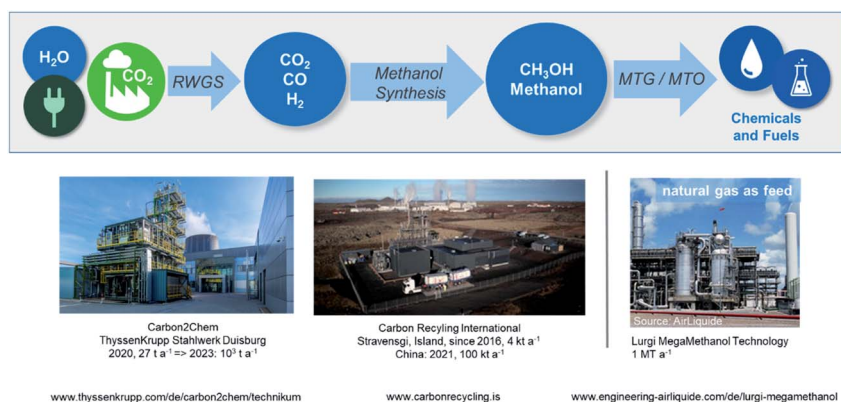 H₂O
CO₂
RWGS
CO₂
CO
H₂
Methanol
Synthesis
CH₃OH
Methanol
MTG / MTO
Chemicals
and Fuels
natural gas as feed
Source: AirLiquide
Carbon2Chem
ThyssenKrupp Stahlwerk Duisburg
2020, 27 t a⁻¹ => 2023: 10³ t a⁻¹
Carbon Recyling International
Stravensgi, Island, since 2016, 4 kt a⁻¹
China: 2021, 100 kt a⁻¹
Lurgi MegaMethanol Technology
1 MT a⁻¹
www.thyssenkrupp.com/de/carbon2chem/technikum
www.carbonrecycling.is
www.engineering-airliquide.com/de/lurgi-megamethanol